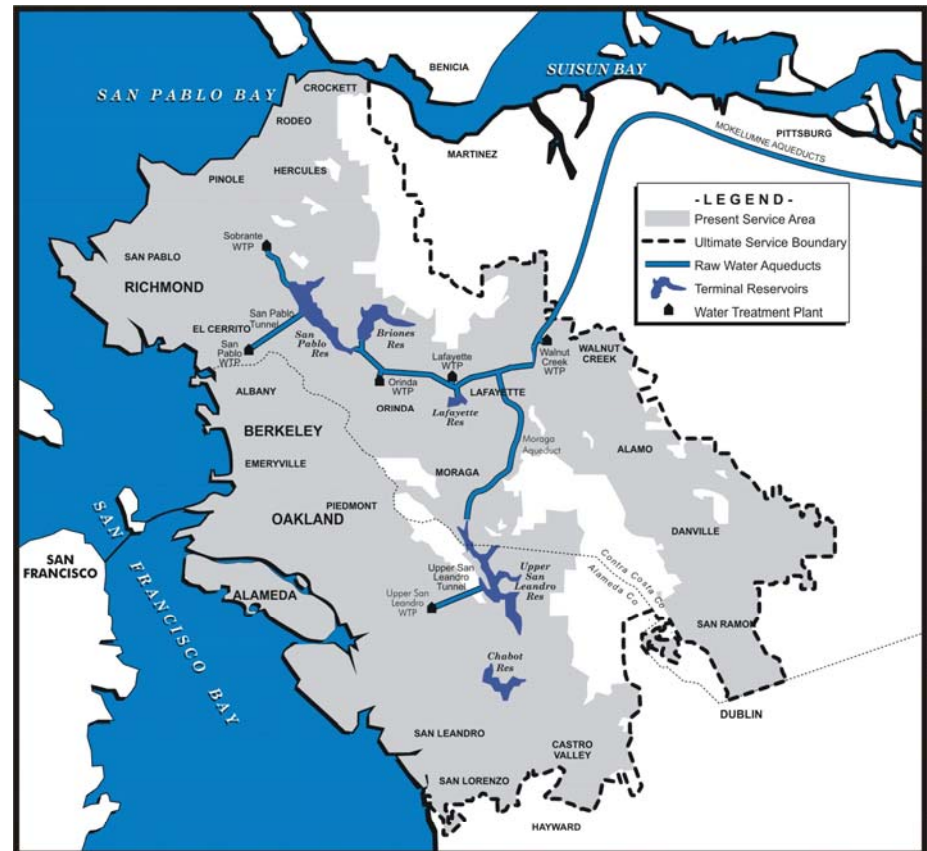 BENICIA
SUISUN BAY
SAN PABLO BAY
CROCKETT
RODEO
MARTINEZ
PITTSBURG
MOKELUMNE AQUEDUCTS
HERCULES
PINOLE
- L E G E N D -
Present Service Area
Ultimate Service Boundary
Raw Water Aqueducts
Terminal Reservoirs
Water Treatment Plant
Sobrante
WTP
SAN PABLO
RICHMOND
San Pablo
Tunnel
EL CERRITO
San
Pablo
WTP
San
Pablo
Res
Briones
Res
Lafayette
WTP
Walnut
Creek
WTP
WALNUT
CREEK
Orinda
WTP
LAFAYETTE
ALBANY
ORINDA
Lafayette
Res
BERKELEY
Moraga
Aqueduct
ALAMO
EMERYVILLE
MORAGA
PIEDMONT
OAKLAND
DANVILLE
SAN
FRANCISCO
SAN
FRANCISCO
BAY
ALAMEDA
Upper San
Leandro
Tunnel
Upper
San
Leandro
Res
Contra Costa Co
Alameda Co
Upper San
Leandro WTP
SAN RAMON
Chabot
Res
DUBLIN
SAN LEANDRO
CASTRO
VALLEY
SAN LORENZO
HAYWARD